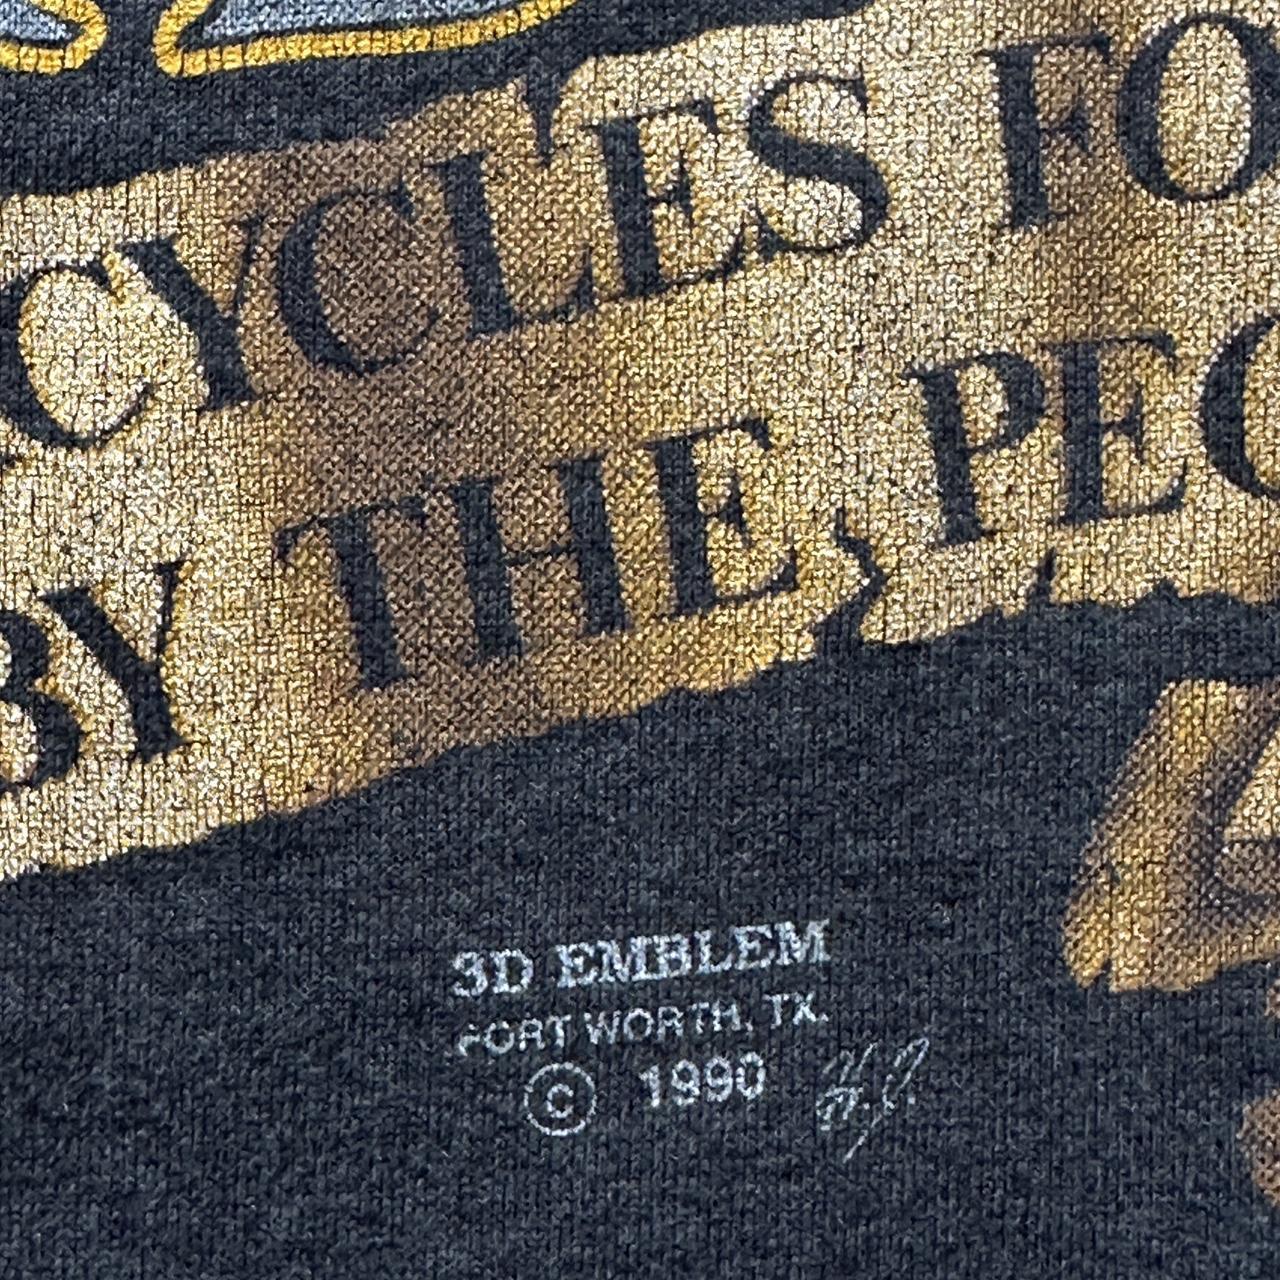 CYCLES FO
BY THE PEO
3D EMBLEM
FORT WORTH, TX.
© 1990